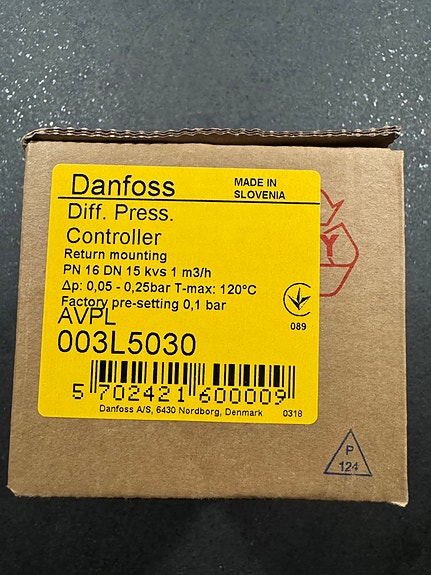 Danfoss
MADE IN
SLOVENIA
Diff. Press.
Controller
Return mounting
PN 16 DN 15 kvs 1 m3/h
Δp: 0,05 - 0,25bar T-max: 120°C
Factory pre-setting 0,1 bar
AVPL
089
003L5030
5 702421 600009
Danfoss A/S, 6430 Nordborg, Denmark
0318
P
124